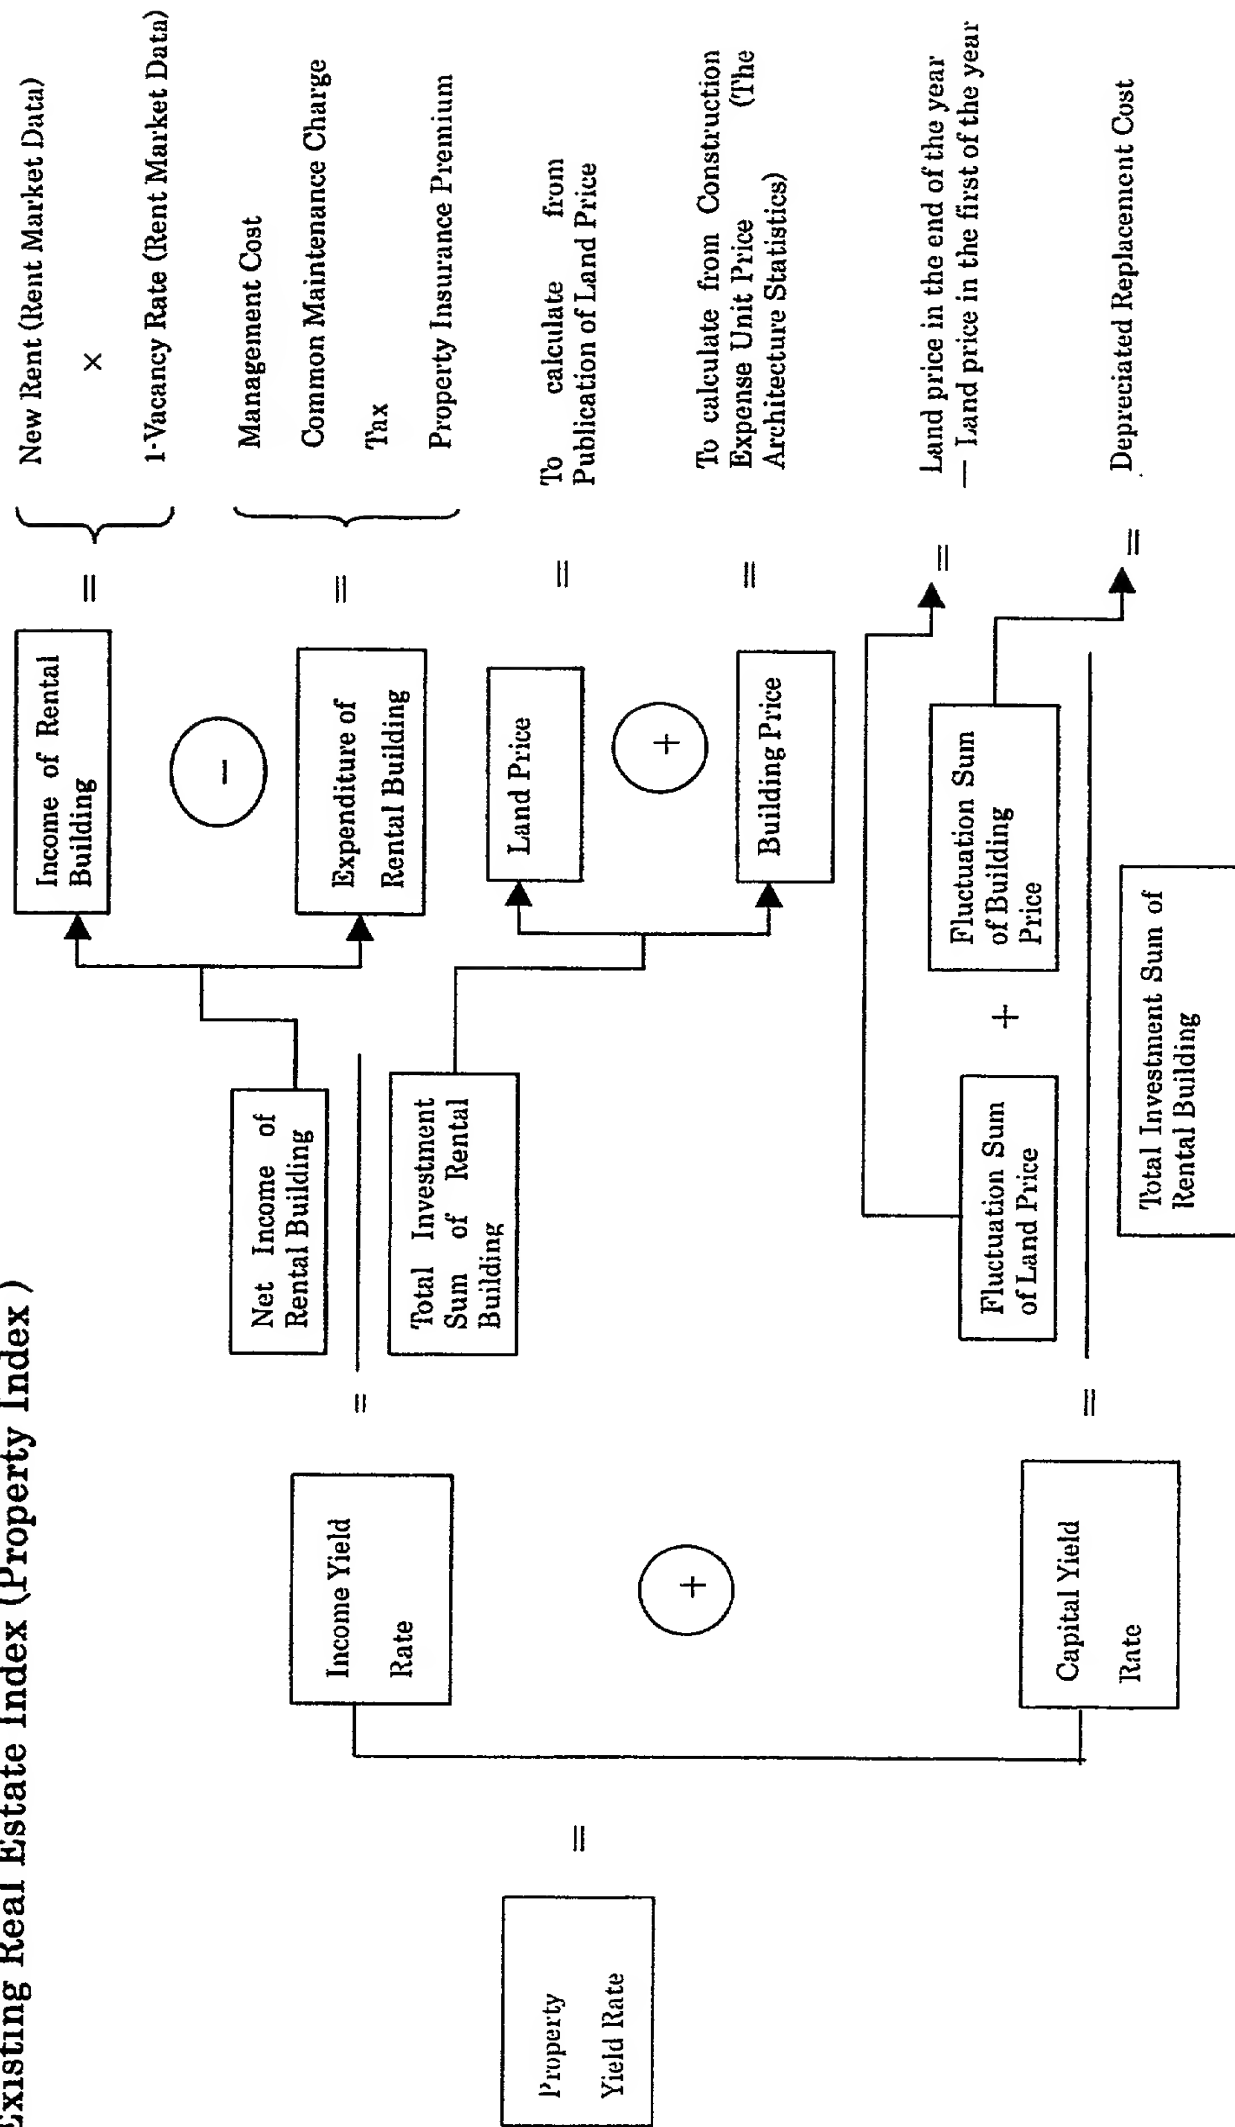 Existing Real Estate Index (Property Index)
Property
Yield Rate
=
Income Yield
Rate
+
Capital Yield
Rate
=
Net Income of
Rental Building
Total Investment
Sum of Rental
Building
Income of Rental
Building
=
New Rent (Rent Market Data)
×
1-Vacancy Rate (Rent Market Data)
−
Expenditure of
Rental Building
=
Management Cost
Common Maintenance Charge
Tax
Property Insurance Premium
Land Price
=
To calculate from
Publication of Land Price
+
Building Price
=
To calculate from Construction
Expense Unit Price (The
Architecture Statistics)
=
Fluctuation Sum
of Land Price
+
Fluctuation Sum
of Building
Price
Total Investment Sum of
Rental Building
=
Land price in the end of the year
— Land price in the first of the year
=
Depreciated Replacement Cost